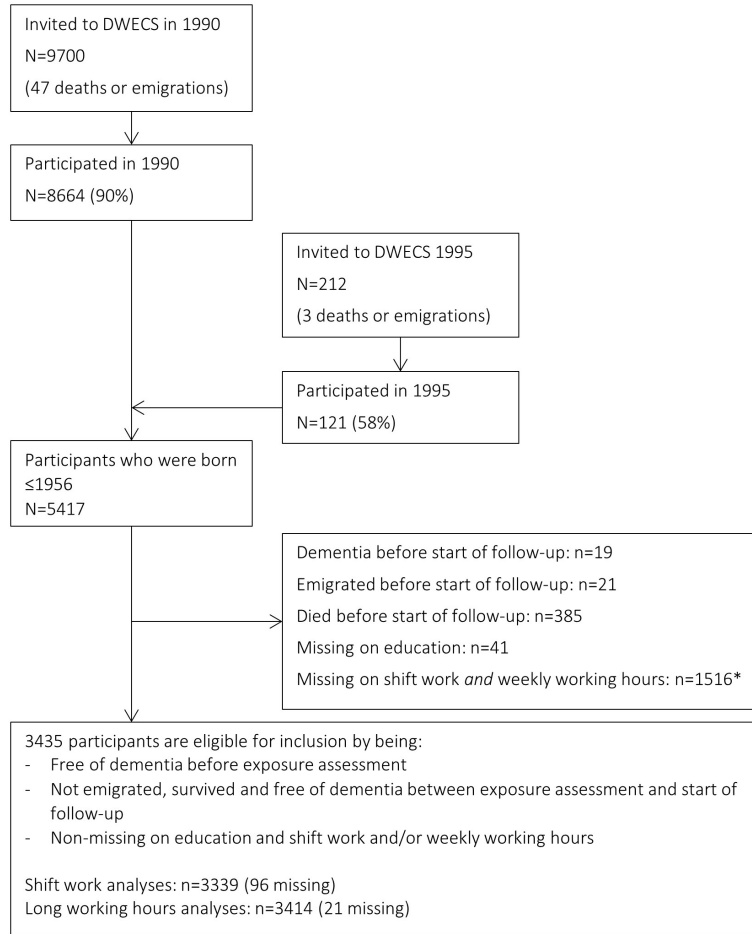 Invited to DWECS in 1990
N=9700
(47 deaths or emigrations)
Participated in 1990
N=8664 (90%)
Invited to DWECS 1995
N=212
(3 deaths or emigrations)
Participated in 1995
N=121 (58%)
Participants who were born
≤1956
N=5417
Dementia before start of follow-up: n=19
Emigrated before start of follow-up: n=21
Died before start of follow-up: n=385
Missing on education: n=41
Missing on shift work and weekly working hours: n=1516*
3435 participants are eligible for inclusion by being:
- Free of dementia before exposure assessment
- Not emigrated, survived and free of dementia between exposure assessment and start of
follow-up
- Non-missing on education and shift work and/or weekly working hours
Shift work analyses: n=3339 (96 missing)
Long working hours analyses: n=3414 (21 missing)